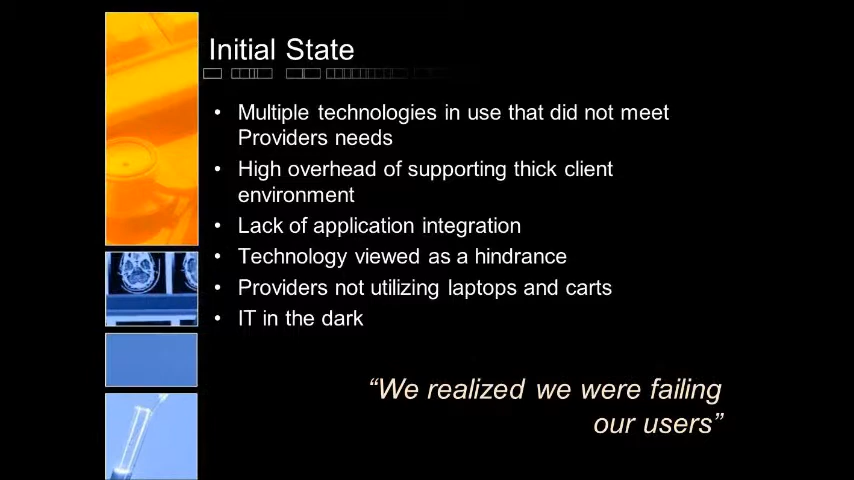 Initial State
• Multiple technologies in use that did not meet
Providers needs
• High overhead of supporting thick client
environment
• Lack of application integration
• Technology viewed as a hindrance
• Providers not utilizing laptops and carts
• IT in the dark
“We realized we were failing
our users”